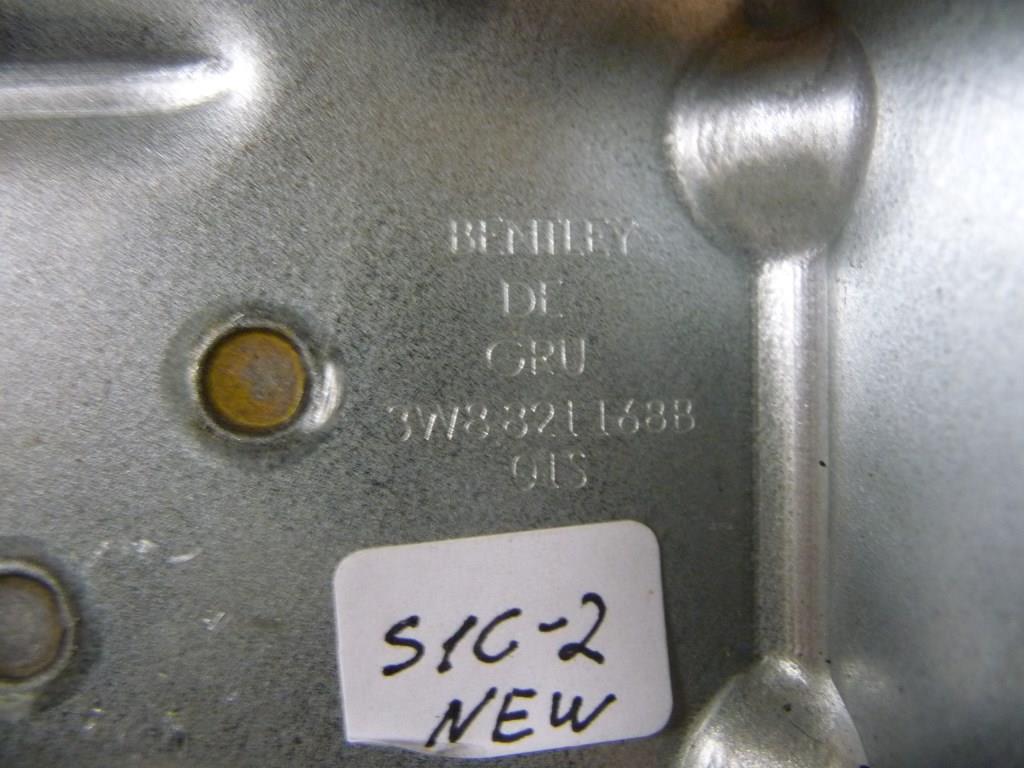 BENTLEY
DE
GRU
3W8 821 168B
01S
S1C-2
NEW